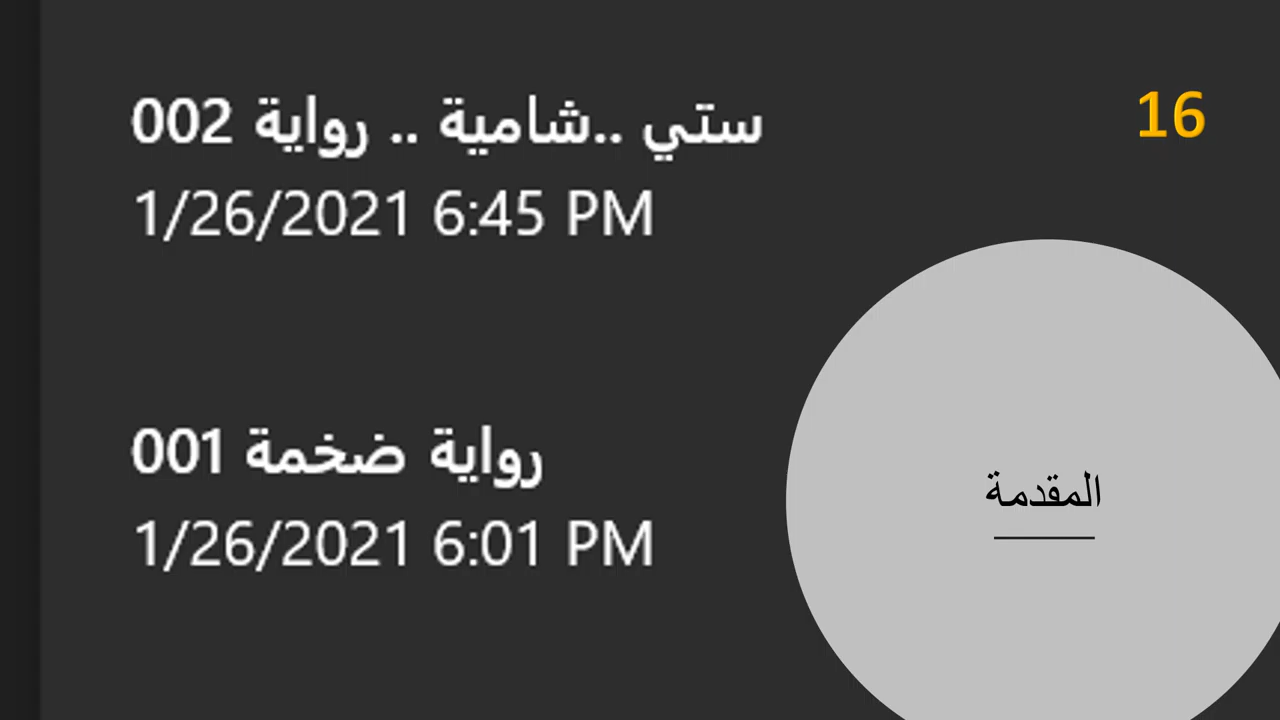 16
ستي ..شامية .. رواية 002
1/26/2021 6:45 PM
رواية ضخمة 001
1/26/2021 6:01 PM
المقدمة